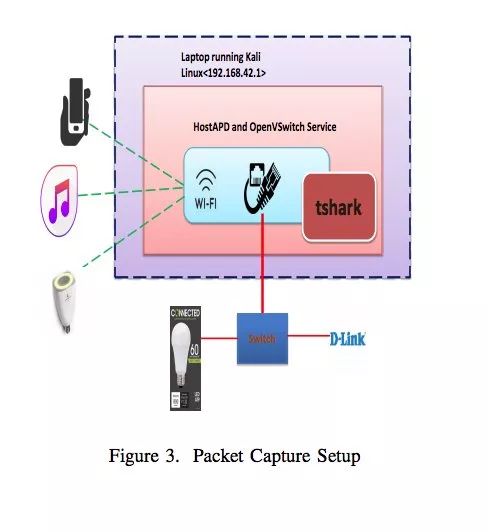 Laptop running Kali
Linux<192.168.42.1>
HostAPD and OpenVSwitch Service
WI-FI
tshark
CONNECTED
60
Switch
D-Link
Figure 3. Packet Capture Setup